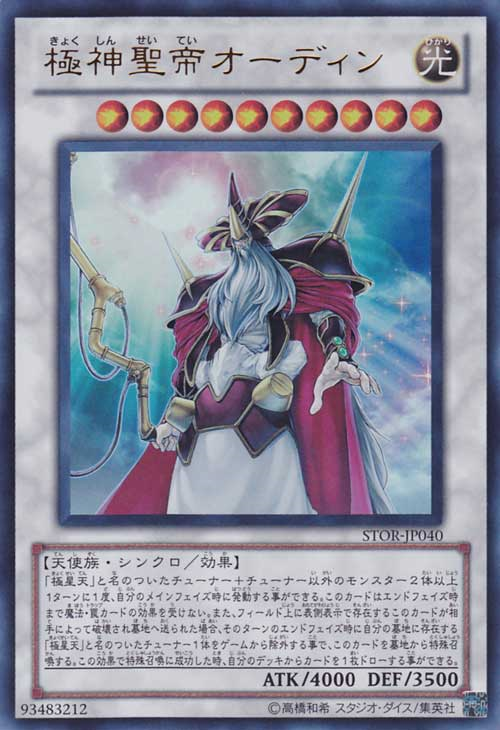 極神聖帝オーディン
光
STOR-JP040
【天使族・シンクロ／効果】
「極星天」と名のついたチューナー＋チューナー以外のモンスター２体以上
1ターンに１度、自分のメインフェイズ時に発動する事ができる。このカードはエンドフェイズ時
まで魔法・罠カードの効果を受けない。また、フィールド上に表側表示で存在するこのカードが相
手によって破壊され墓地へ送られた場合、そのターンのエンドフェイズ時に自分の墓地に存在する
「極星天」と名のついたチューナー１体をゲームから除外する事で、このカードを墓地から特殊召
喚する。この効果で特殊召喚に成功した時、自分のデッキからカードを１枚ドローする事ができる。
ATK/4000 DEF/3500
93483212
©高橋和希 スタジオ・ダイス/集英社